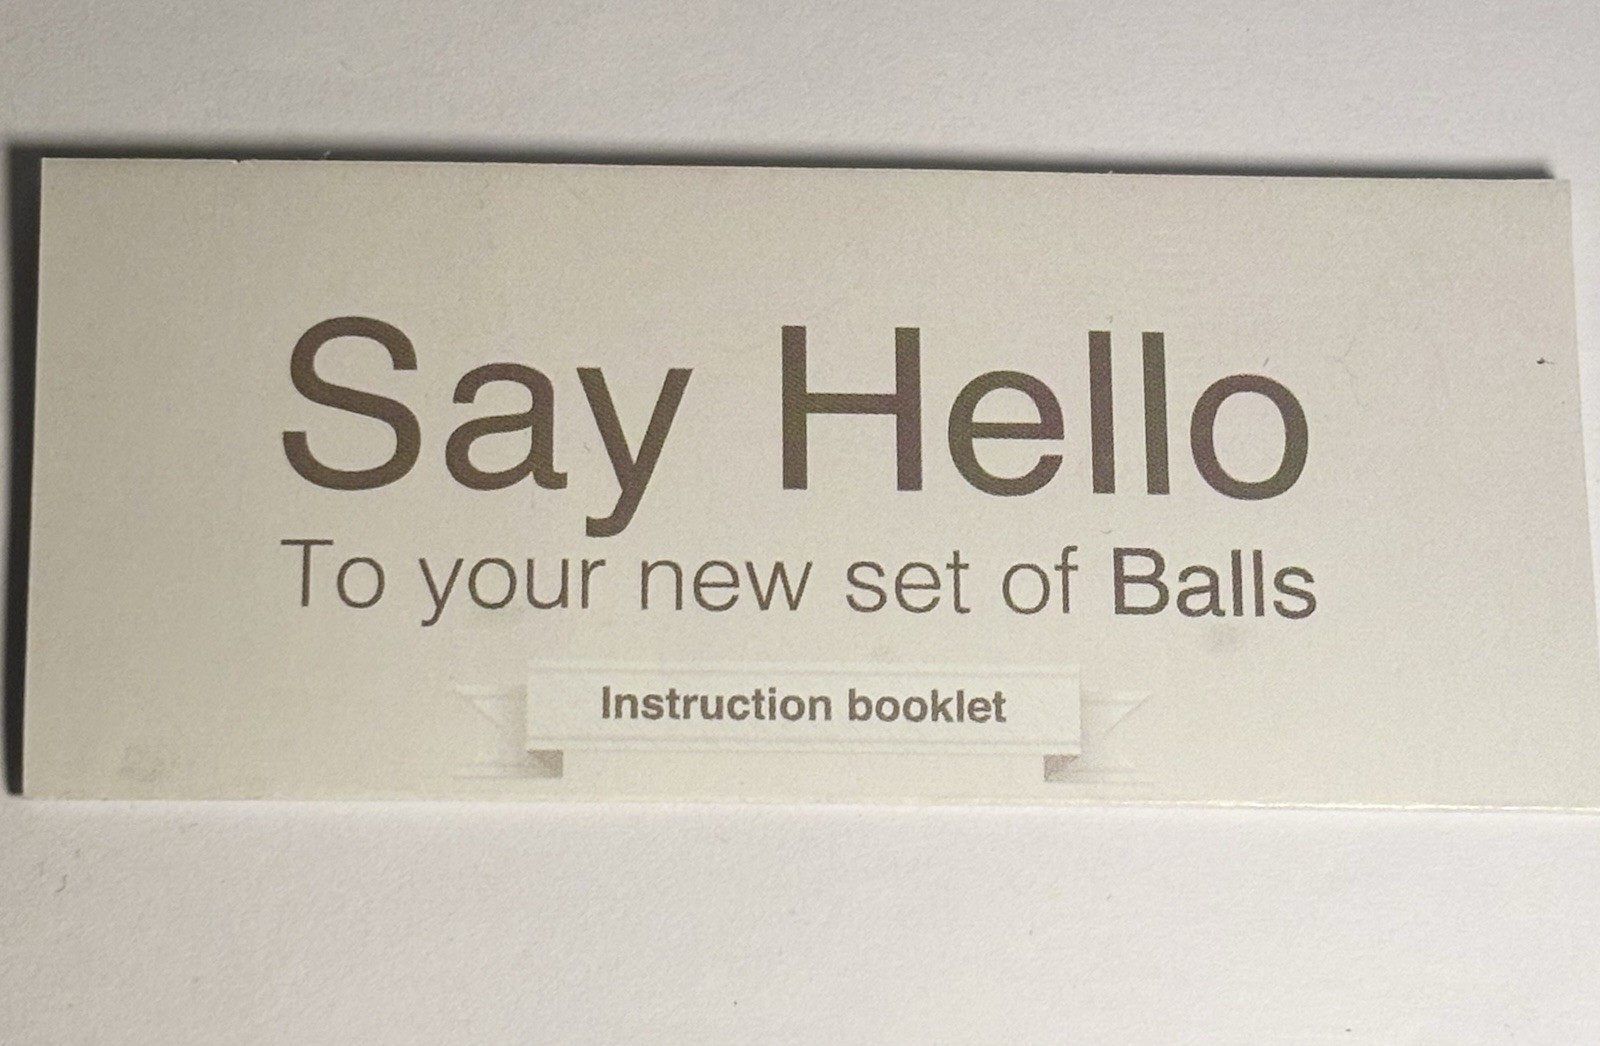 Say Hello
To your new set of Balls
Instruction booklet